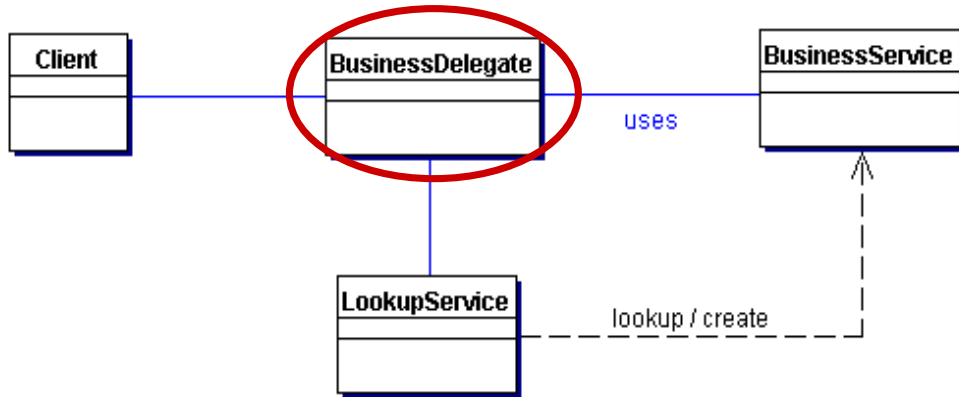 Client
BusinessDelegate
BusinessService
uses
LookupService
lookup / create